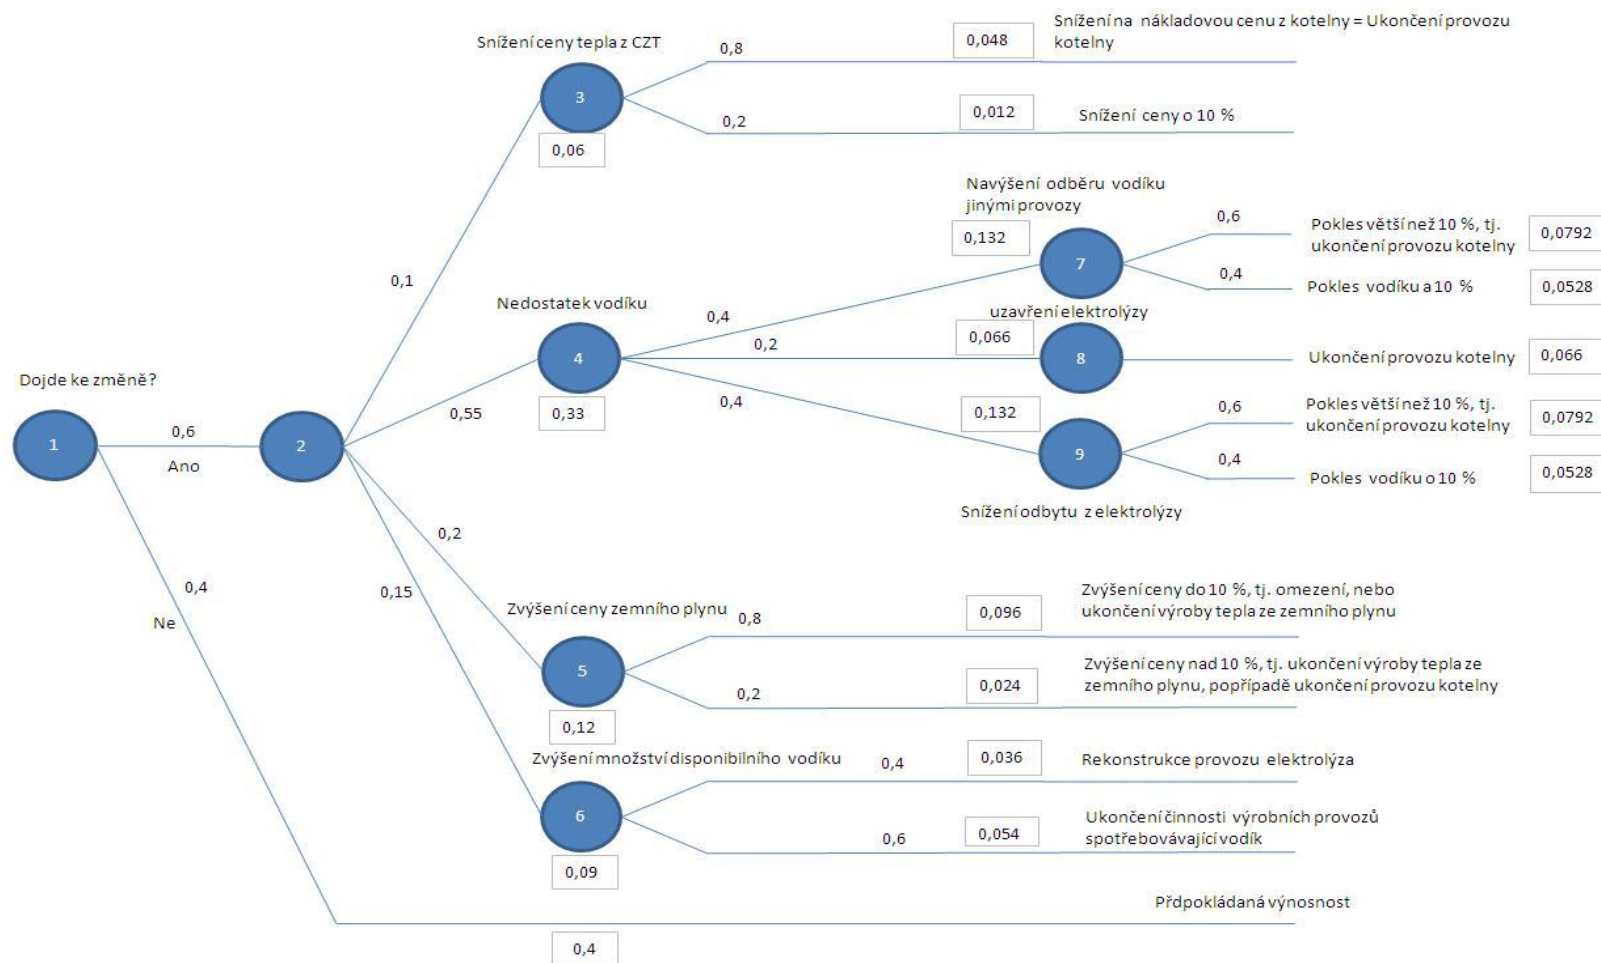 Snížení ceny tepla z CZT
0,8
0,048
Snížení na nákladovou cenu z kotelny = Ukončení provozu
kotelny
3
0,2
0,012
Snížení ceny o 10 %
0,06
0,1
Navýšení odběru vodíku
jinými provozy
0,132
7
0,6
Pokles větší než 10 %, tj.
ukončení provozu kotelny
0,0792
0,4
Pokles vodíku a 10 %
0,0528
Nedostatek vodíku
0,4
uzavření elektrolýzy
4
0,2
0,066
8
Ukončení provozu kotelny
0,066
0,55
0,33
0,4
0,132
9
0,6
Pokles větší než 10 %, tj.
ukončení provozu kotelny
0,0792
0,4
Pokles vodíku o 10 %
0,0528
Snížení odbytu z elektrolýzy
Dojde ke změně?
1
0,6
Ano
2
0,4
Ne
0,2
0,15
Zvýšení ceny zemního plynu
0,8
0,096
Zvýšení ceny do 10 %, tj. omezení, nebo
ukončení výroby tepla ze zemního plynu
5
0,2
0,024
Zvýšení ceny nad 10 %, tj. ukončení výroby tepla ze
zemního plynu, popřípadě ukončení provozu kotelny
0,12
Zvýšení množství disponibilního vodíku
0,4
0,036
Rekonstrukce provozu elektrolýza
6
0,6
0,054
Ukončení činnosti výrobních provozů
spotřebovávající vodík
0,09
Přdpokládaná výnosnost
0,4